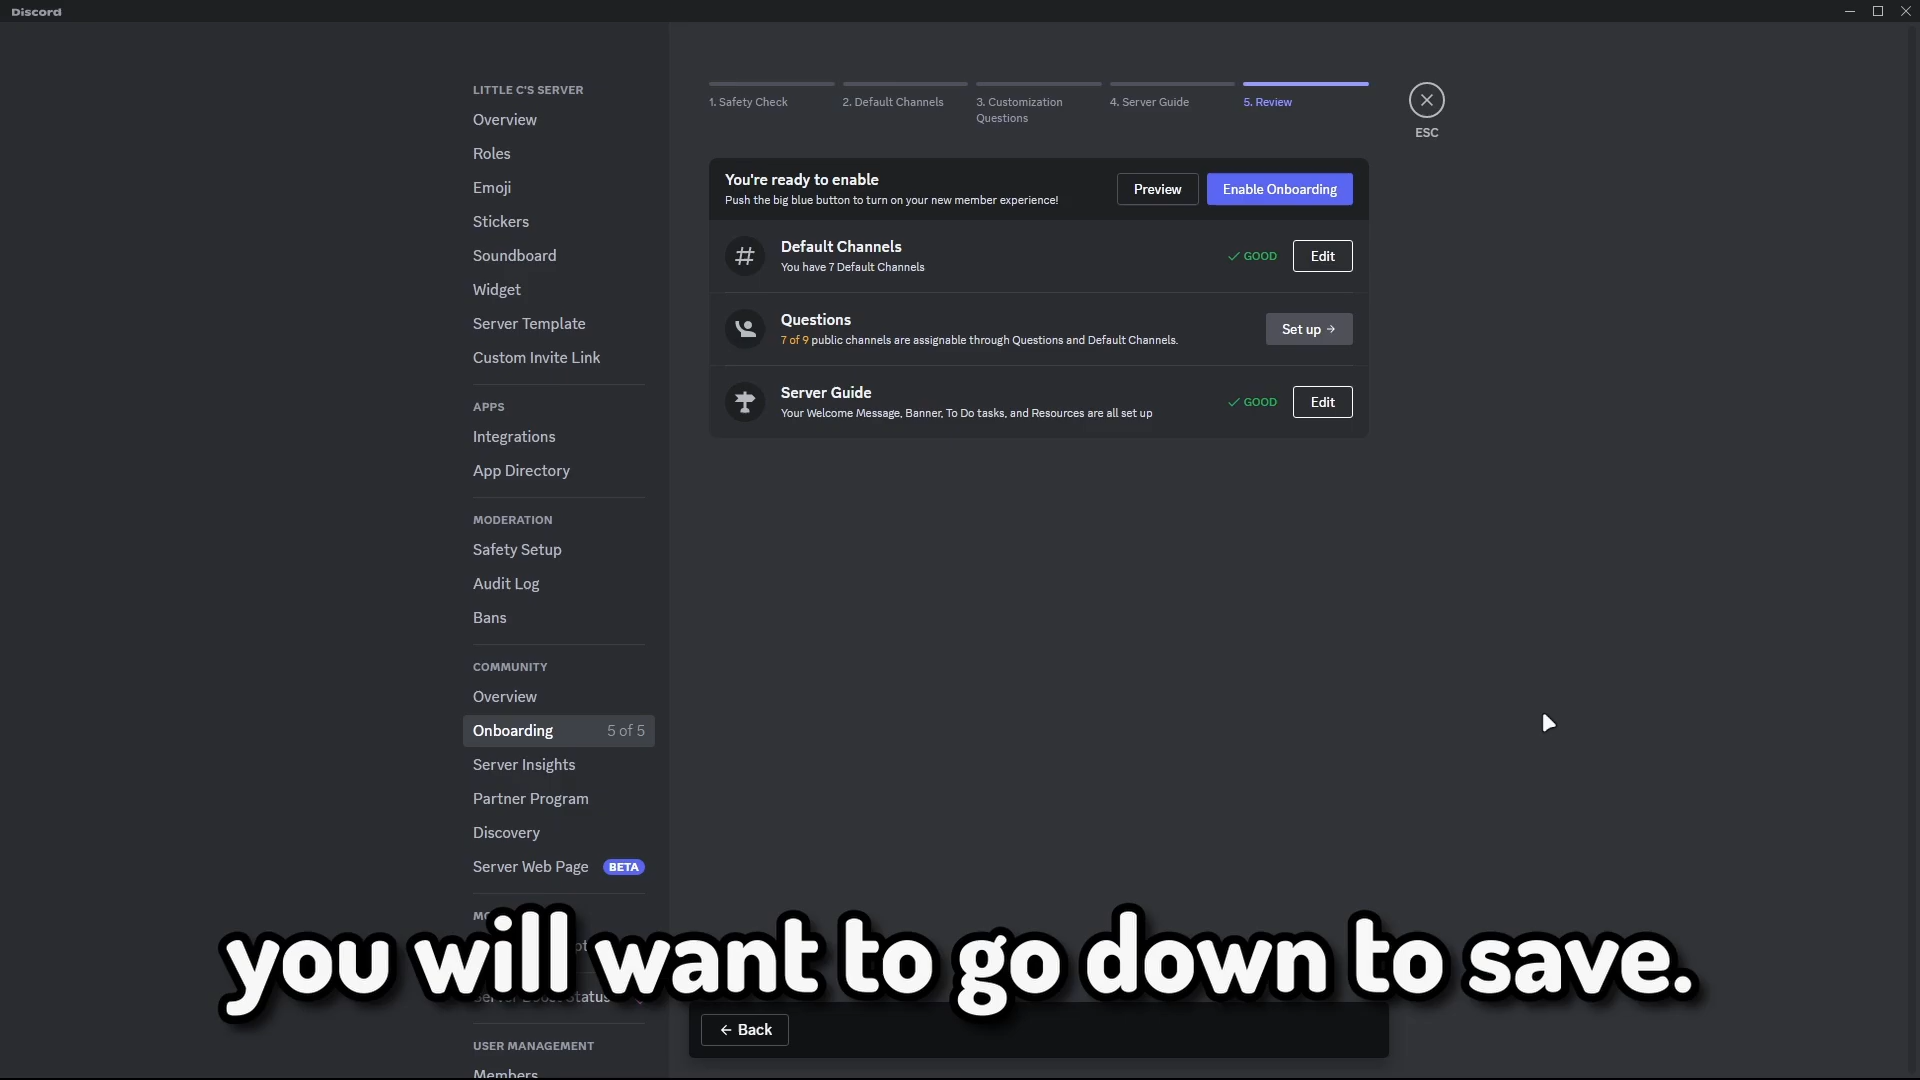 Discord
LITTLE C'S SERVER
Overview
Roles
Emoji
Stickers
Soundboard
Widget
Server Template
Custom Invite Link
APPS
Integrations
App Directory
MODERATION
Safety Setup
Audit Log
Bans
COMMUNITY
Overview
Onboarding 5 of 5
Server Insights
Partner Program
Discovery
Server Web Page BETA
Server Boost Status
USER MANAGEMENT
Members
1. Safety Check
2. Default Channels
3. Customization
Questions
4. Server Guide
5. Review
ESC
You're ready to enable
Push the big blue button to turn on your new member experience!
Preview
Enable Onboarding
Default Channels
You have 7 Default Channels
GOOD
Edit
Questions
7 of 9 public channels are assignable through Questions and Default Channels.
Set up →
Server Guide
Your Welcome Message, Banner, To Do tasks, and Resources are all set up
GOOD
Edit
you will want to go down to save.
← Back